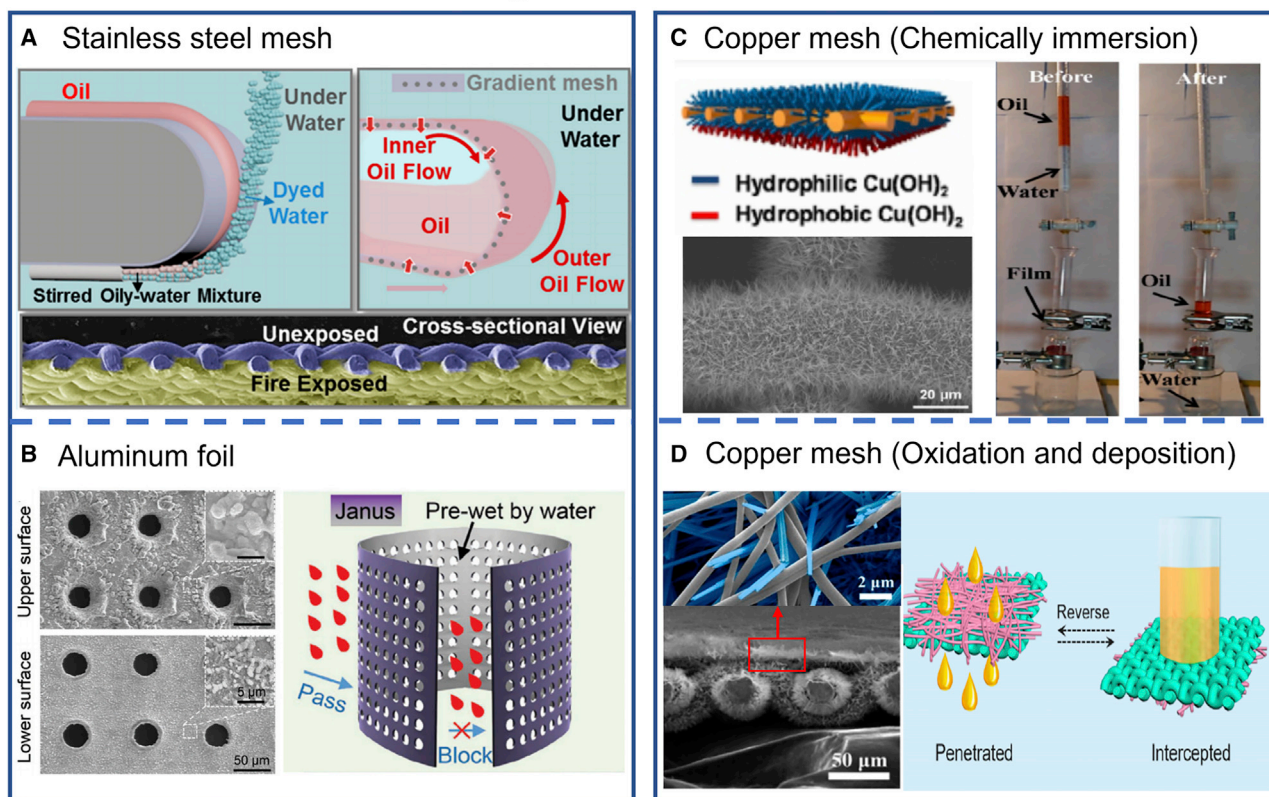 A Stainless steel mesh
Oil
Under
Water
Dyed
Water
Stirred Oily-water Mixture
Gradient mesh
Under
Water
Inner
Oil Flow
Oil
Outer
Oil Flow
Unexposed
Cross-sectional View
Fire Exposed
B Aluminum foil
Upper surface
Lower surface
5 µm
50 µm
Janus
Pre-wet by water
Pass
Block
C Copper mesh (Chemically immersion)
Hydrophilic Cu(OH)₂
Hydrophobic Cu(OH)₂
20 µm
Before
Oil
Water
Film
After
Oil
Water
D Copper mesh (Oxidation and deposition)
2 µm
50 µm
Reverse
Penetrated
Intercepted